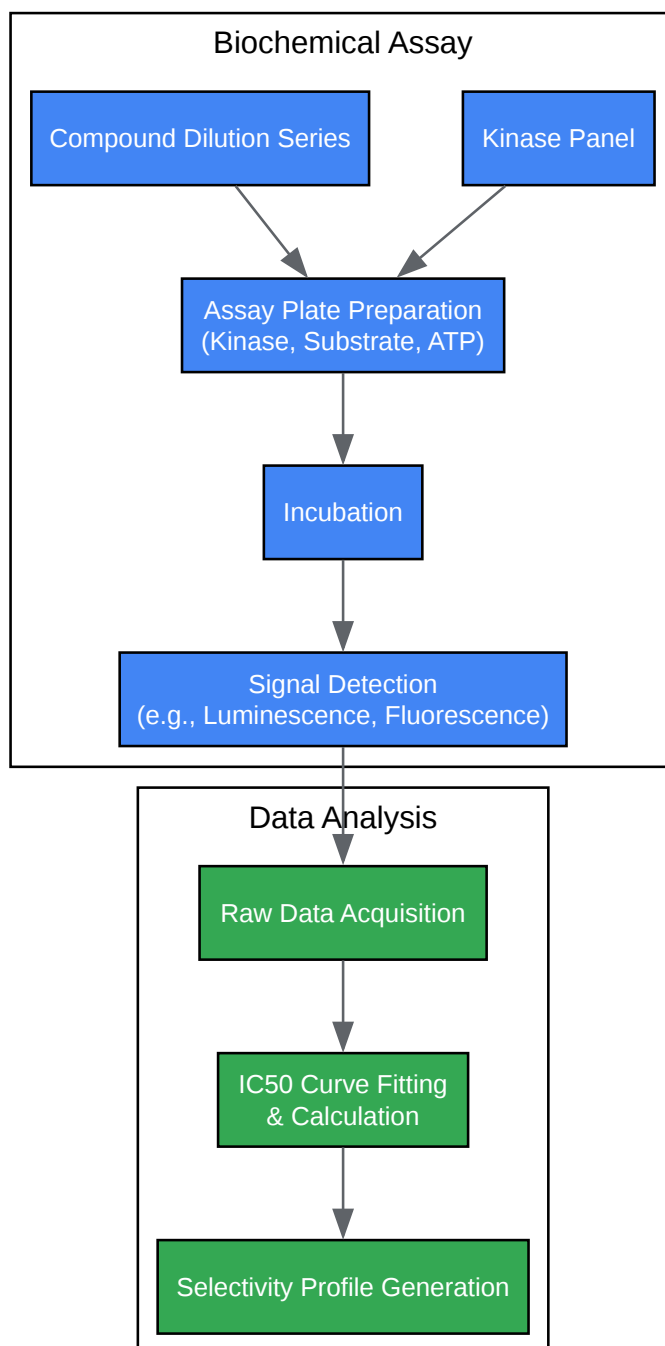 Biochemical Assay
Compound Dilution Series
Kinase Panel
Assay Plate Preparation
(Kinase, Substrate, ATP)
Incubation
Signal Detection
(e.g., Luminescence, Fluorescence)
Data Analysis
Raw Data Acquisition
IC50 Curve Fitting
& Calculation
Selectivity Profile Generation